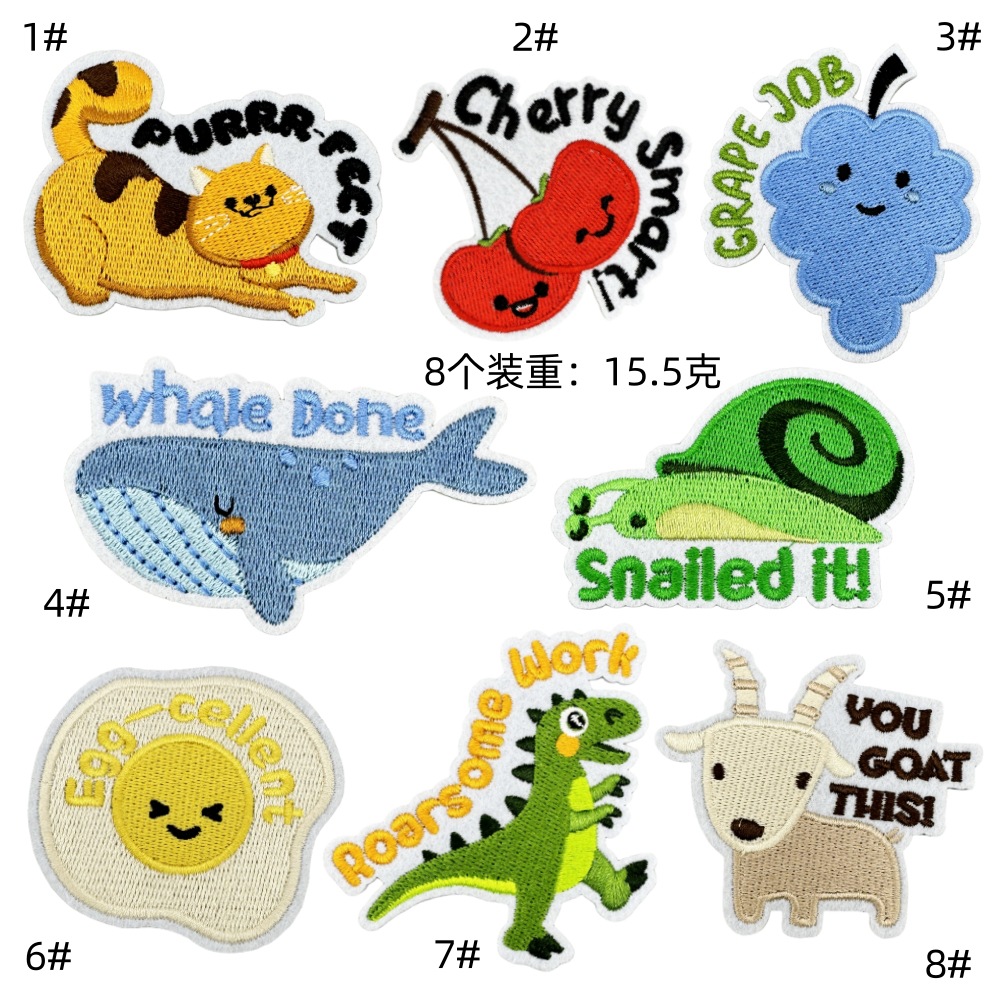 1#
PURRR-FECT
2#
Cherry Smart!
3#
GRAPE JOB
8个装重：15.5克
Whale Done
4#
Snailed it!
5#
Egg-cellent
6#
Roarsome Work
7#
YOU
GOAT
THIS!
8#